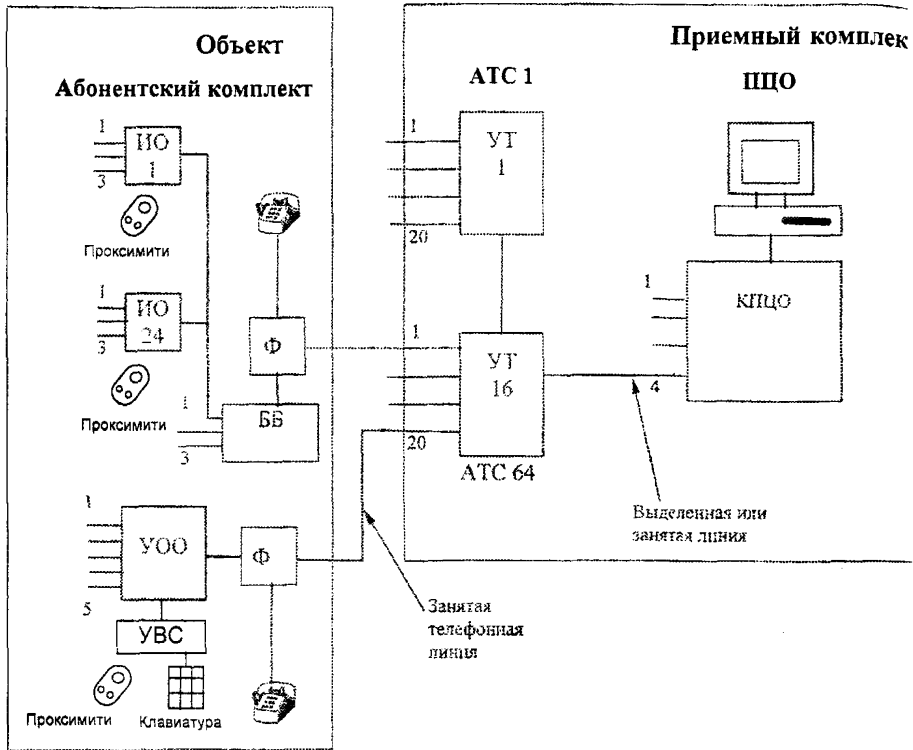 Объект
Приемный комплек
Абонентский комплект
АТС 1
ПЦО
1
ИО
1
3
Проксимити
1
УТ
1
20
1
ИО
24
3
Проксимити
Ф
1
УТ
16
20
АТС 64
1
КПЦО
4
1
ББ
3
Выделенная или
занятая линия
1
УОО
5
Ф
УВС
Проксимити
Клавиатура
Занятая
телефонная
линия